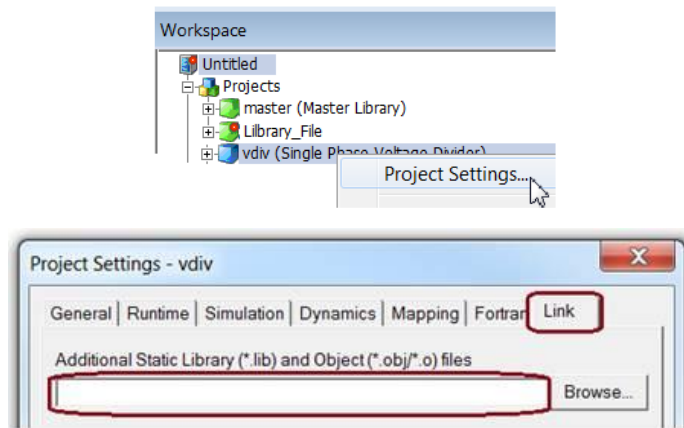 Workspace
Untitled
Projects
master (Master Library)
Lilbrary_File
vdiv (Single Phase Voltage Divider)
Project Settings...
Project Settings - vdiv
General Runtime Simulation Dynamics Mapping Fortran Link
Additional Static Library (*.lib) and Object (*.obj/*.o) files
Browse...